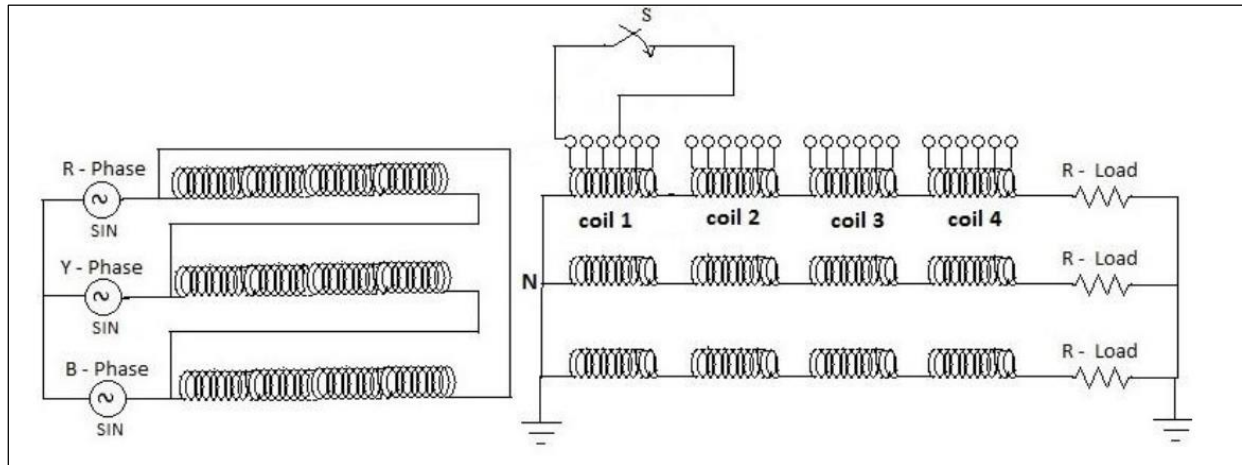 S
R - Phase
SIN
Y - Phase
SIN
B - Phase
SIN
coil 1
coil 2
coil 3
coil 4
N
R - Load
R - Load
R - Load